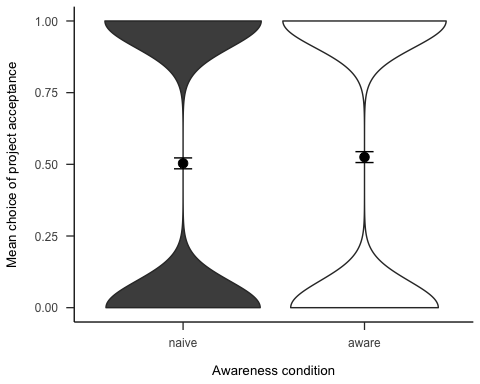 Mean choice of project acceptance
1.00
0.75
0.50
0.25
0.00
naive aware
Awareness condition